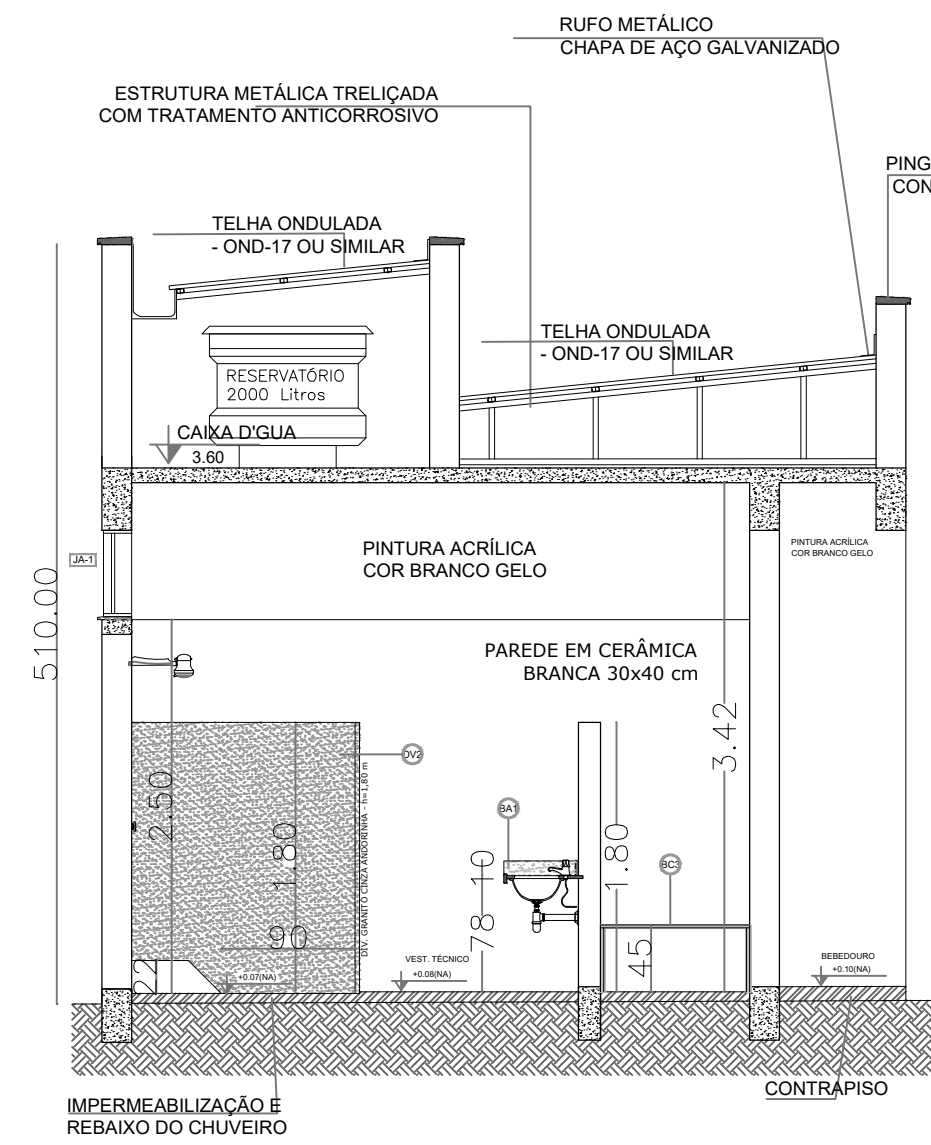 RUFO METÁLICO
CHAPA DE AÇO GALVANIZADO
ESTRUTURA METÁLICA TRELIÇADA
COM TRATAMENTO ANTICORROSIVO
PING
CON
TELHA ONDULADA
- OND-17 OU SIMILAR
TELHA ONDULADA
- OND-17 OU SIMILAR
RESERVATÓRIO
2000 Litros
CAIXA D'GUA
3.60
PINTURA ACRÍLICA
COR BRANCO GELO
PINTURA ACRÍLICA
COR BRANCO GELO
JA-1
510.00
PAREDE EM CERÂMICA
BRANCA 30x40 cm
3.42
DV2
2.50
1.80
90
22
DIV. GRANITO CINZA ANDORINHA - h=1,80 m
BA1
78
10
1.80
BC3
45
+0.07(NA)
VEST. TÉCNICO
+0.08(NA)
BEBEDOURO
+0.10(NA)
CONTRAPISO
IMPERMEABILIZAÇÃO E
REBAIXO DO CHUVEIRO